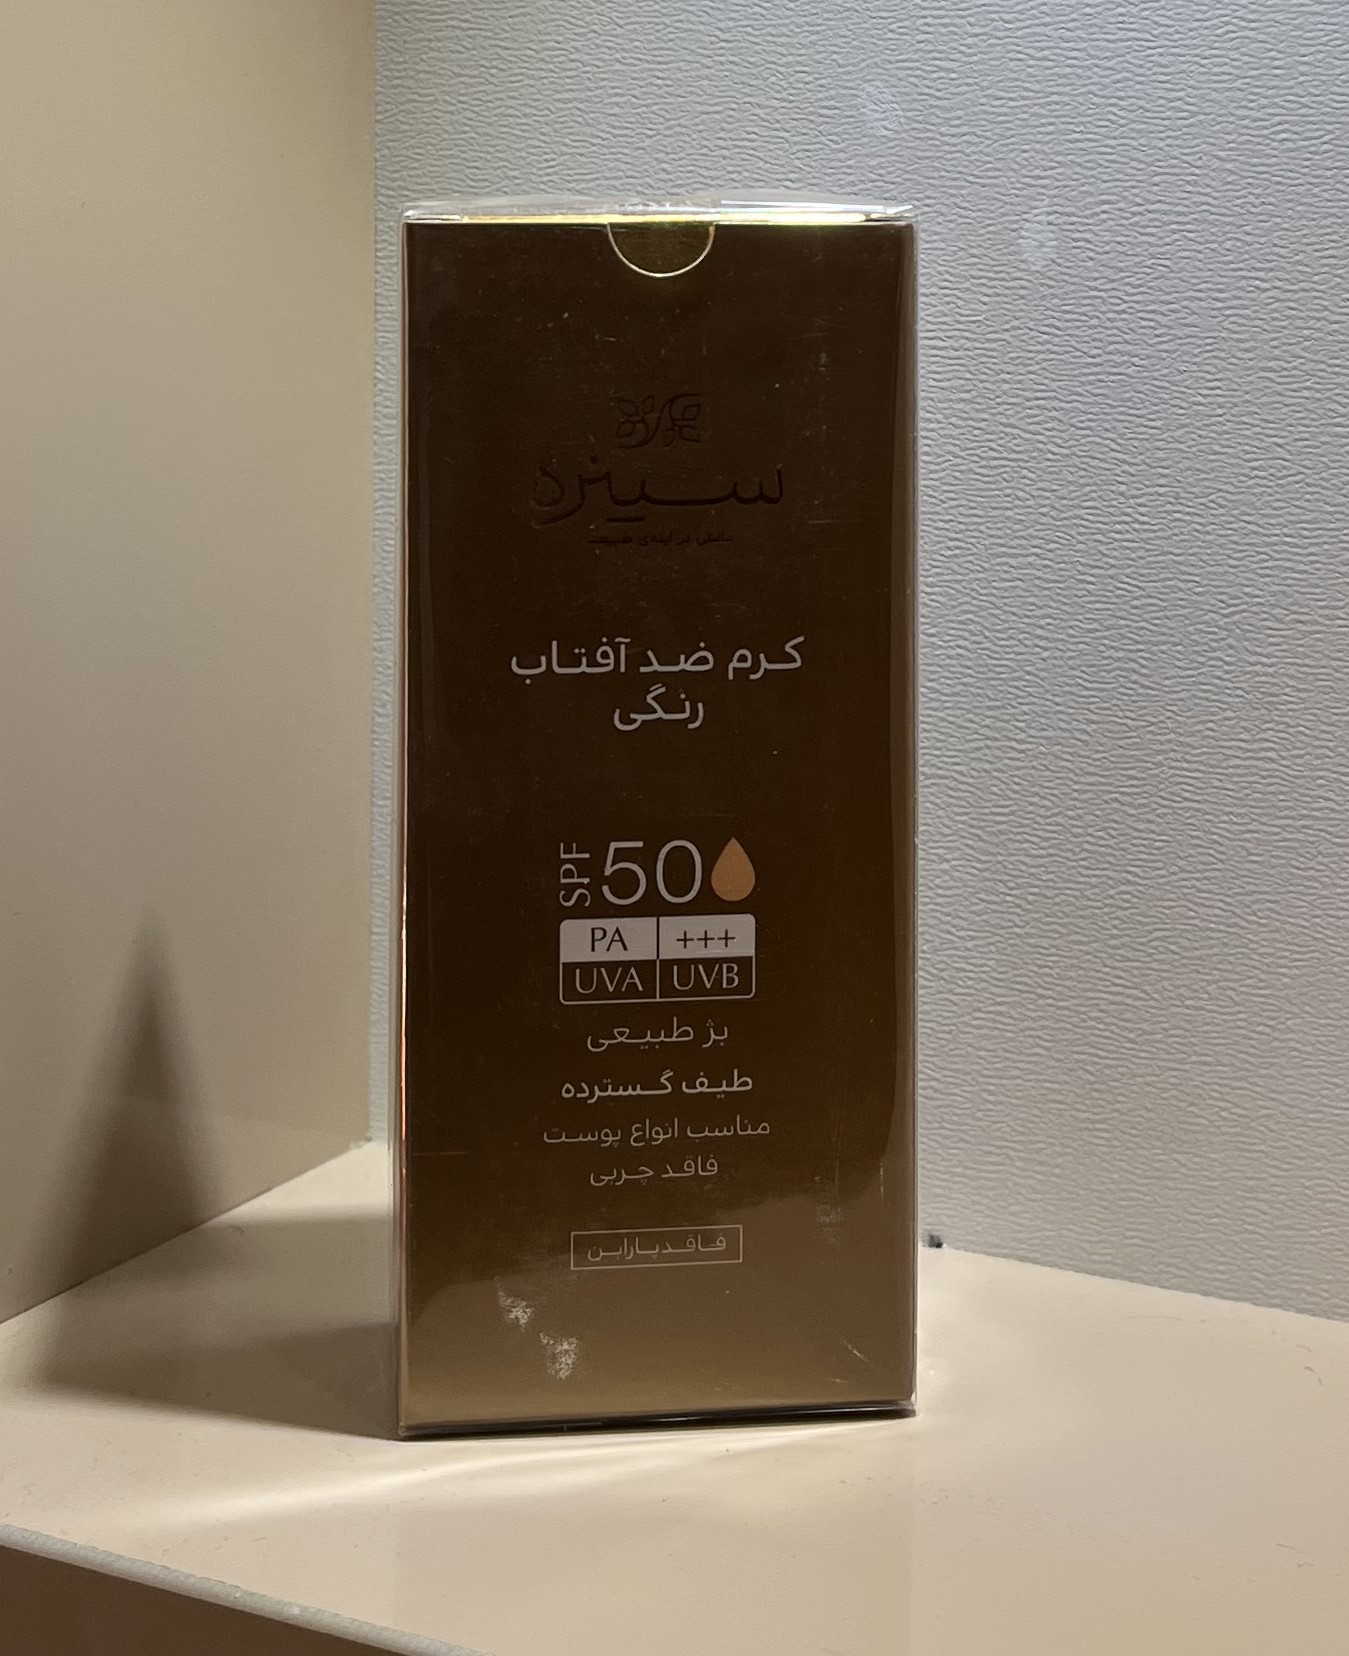 سینره
کرم ضد آفتاب
رنگی
SPF 50
PA +++
UVA UVB
بژ طبیعی
طیف گسترده
مناسب انواع پوست
فاقد چربی
فاقد پارابن